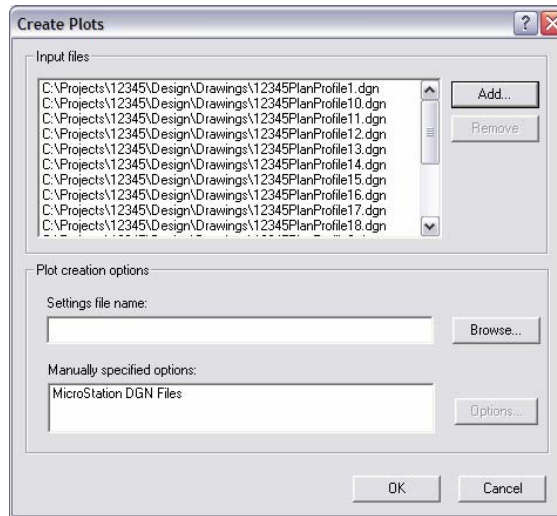 Create Plots
Input files
C:\Projects\12345\Design\Drawings\12345PlanProfile1.dgn
C:\Projects\12345\Design\Drawings\12345PlanProfile10.dgn
C:\Projects\12345\Design\Drawings\12345PlanProfile11.dgn
C:\Projects\12345\Design\Drawings\12345PlanProfile12.dgn
C:\Projects\12345\Design\Drawings\12345PlanProfile13.dgn
C:\Projects\12345\Design\Drawings\12345PlanProfile14.dgn
C:\Projects\12345\Design\Drawings\12345PlanProfile15.dgn
C:\Projects\12345\Design\Drawings\12345PlanProfile16.dgn
C:\Projects\12345\Design\Drawings\12345PlanProfile17.dgn
C:\Projects\12345\Design\Drawings\12345PlanProfile18.dgn
Add...
Remove
Plot creation options
Settings file name:
Browse...
Manually specified options:
MicroStation DGN Files
Options...
OK
Cancel